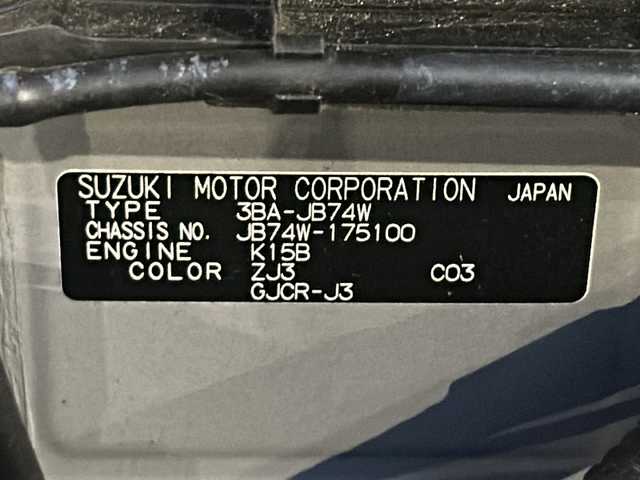 SUZUKI MOTOR CORPORATION JAPAN
TYPE 3BA-JB74W
CHASSIS NO. JB74W-175100
ENGINE K15B
COLOR ZJ3 C03
GJCR-J3